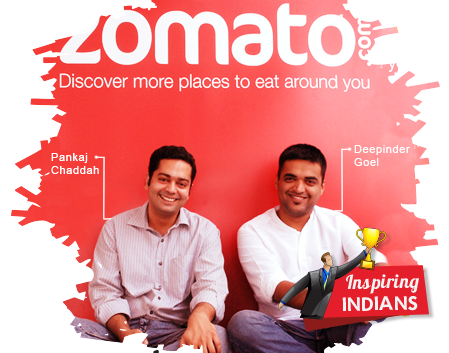 zomato.com
Discover more places to eat around you
Pankaj
Chaddah
Deepinder
Goel
Inspiring
INDIANS